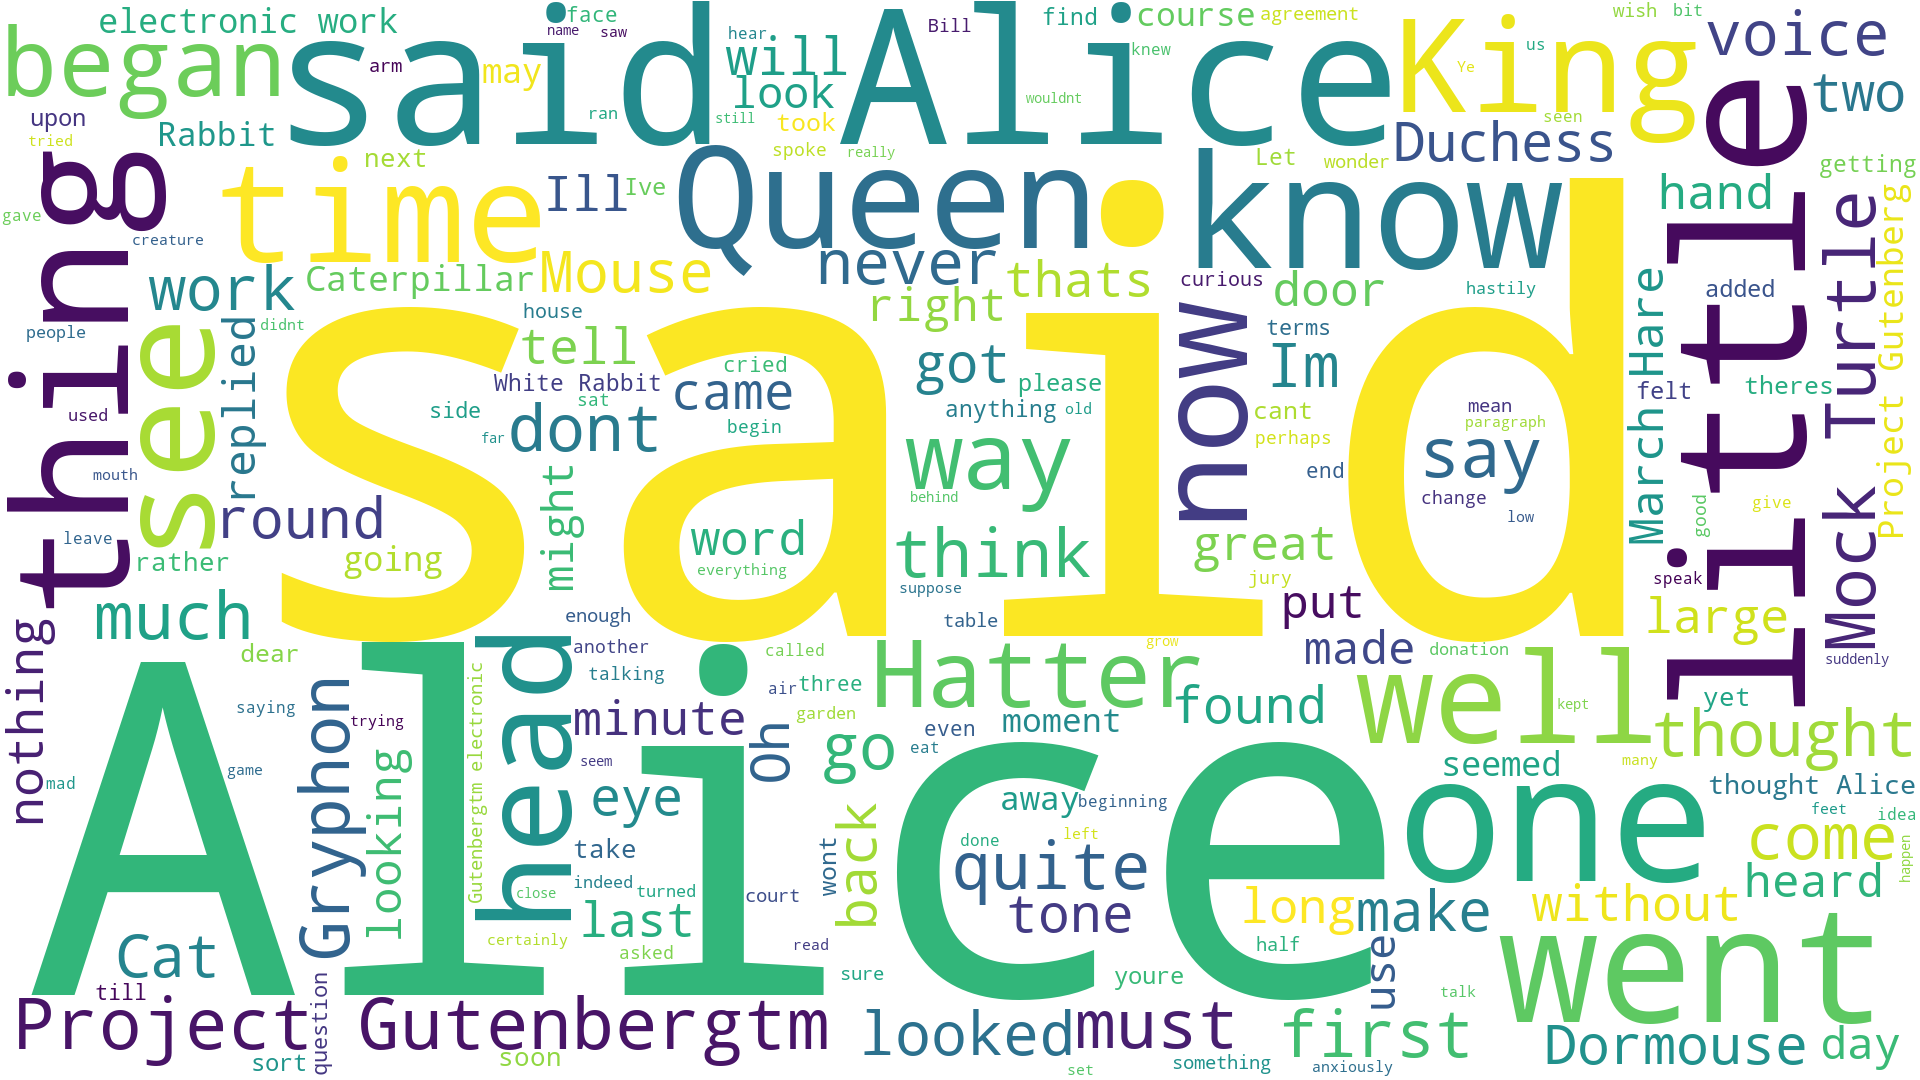 electronic work
face
name
saw
said Alice
hear
Bill
find
course
agreement
wish
bit
began
arm
may
will
look
knew
us
King
Ye
voice
two
upon
tried
Rabbit
ran
still
took
wouldnt
seen
Duchess
next
spoke
really
Let
wonder
getting
thing
time
Ill
Ive
Queen
know
hand
little
gave
creature
never
thats
curious
door
hastily
added
Mock Turtle
Project Gutenberg
work
Caterpillar
Mouse
right
people
see
didnt
house
terms
March Hare
replied
tell
cried
got
please
now
Im
felt
theres
White Rabbit
sat
came
anything
old
used
side
far
dont
begin
way
cant
perhaps
mean
paragraph
say
mouth
might
behind
end
change
low
good
give
round
leave
said
word
think
great
rather
going
everything
suppose
jury
speak
much
enough
table
put
large
nothing
dear
head
another
called
Hatter
grow
made
donation
suddenly
Gryphon
Gutenbergtm electronic
talking
air
three
well
yet
saying
trying
minute
garden
moment
found
kept
thought
looking
Oh
go
even
eat
seemed
many
mad
game
seem
eye
away
beginning
one
thought Alice
feet
idea
Alice
take
wont
back
done
left
come
happen
close
indeed
turned
court
quite
heard
last
tone
long
make
without
Cat
certainly
asked
read
half
use
went
till
question
sure
youre
talk
Project
Gutenbergtm
looked
must
first
Dormouse
day
sort
soon
set
something
anxiously